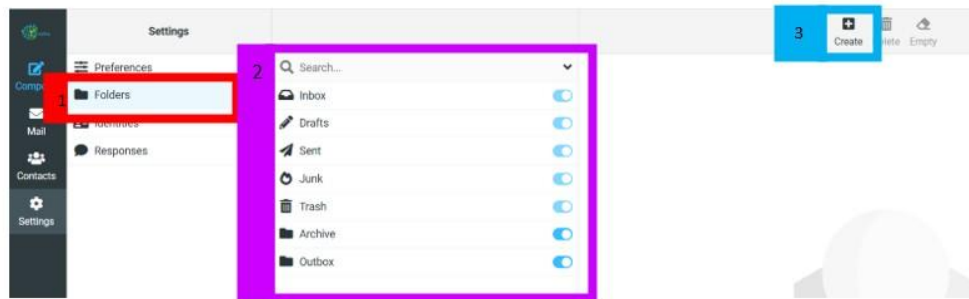 Settings
3
Create
Empty
Compo
Mail
Contacts
Settings
Preferences
1
Folders
Responses
2
Search...
Inbox
Drafts
Sent
Junk
Trash
Archive
Outbox